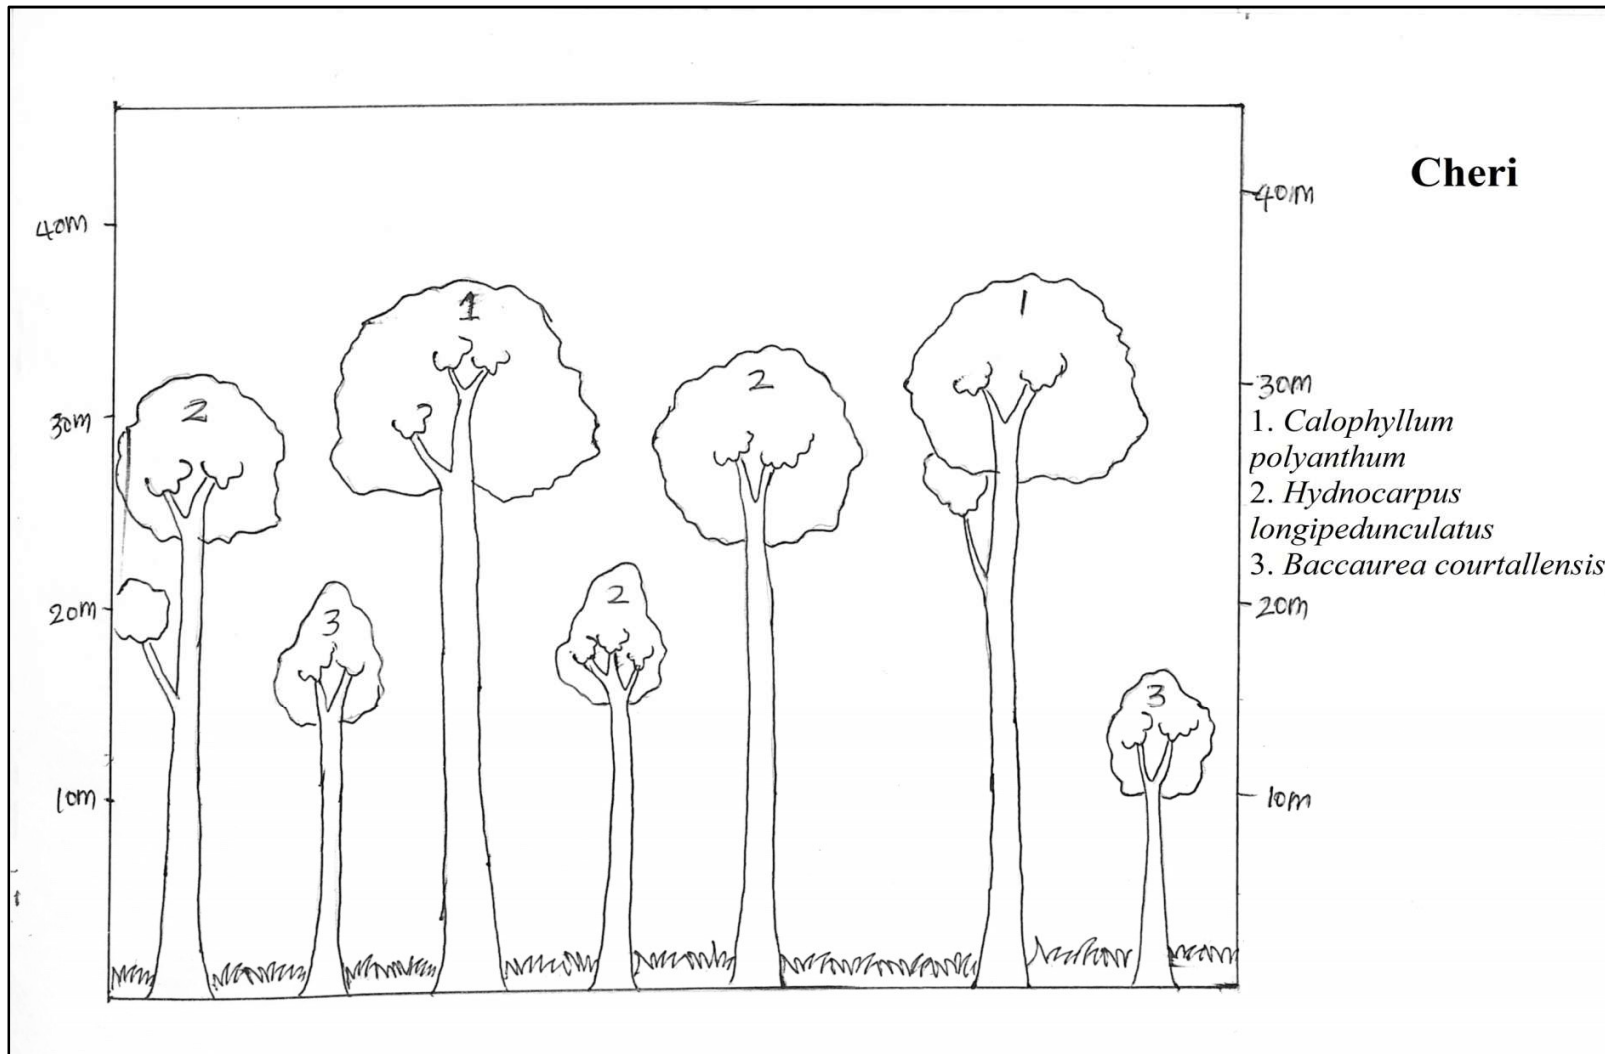 Cheri
40m
30m
20m
10m
2
3
1
2
2
1
3
40m
30m
20m
10m
1. Calophyllum
polyanthum
2. Hydnocarpus
longipedunculatus
3. Baccaurea courtallensis